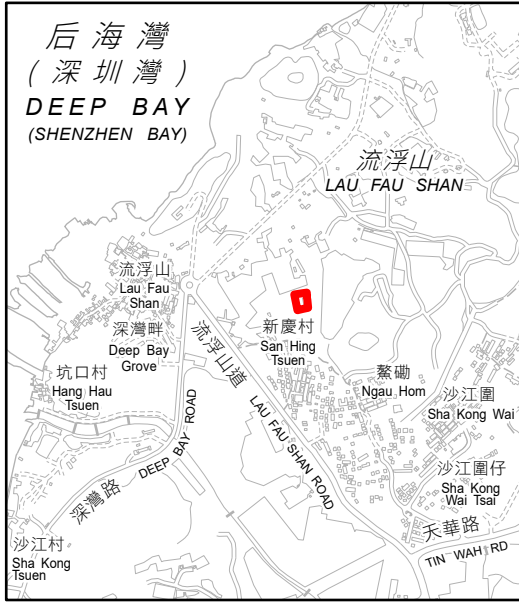 后海灣
(深圳灣)
DEEP BAY
(SHENZHEN BAY)
流浮山
LAU FAU SHAN
流浮山
Lau Fau
Shan
深灣畔
Deep Bay
Grove
坑口村
Hang Hau
Tsuen
新慶村
San Hing
Tsuen
流浮山道
LAU FAU SHAN ROAD
鰲磡
Ngau Hom
沙江圍
Sha Kong Wai
沙江圍仔
Sha Kong
Wai Tsai
深灣路
DEEP BAY ROAD
天華路
TIN WAH RD
沙江村
Sha Kong
Tsuen